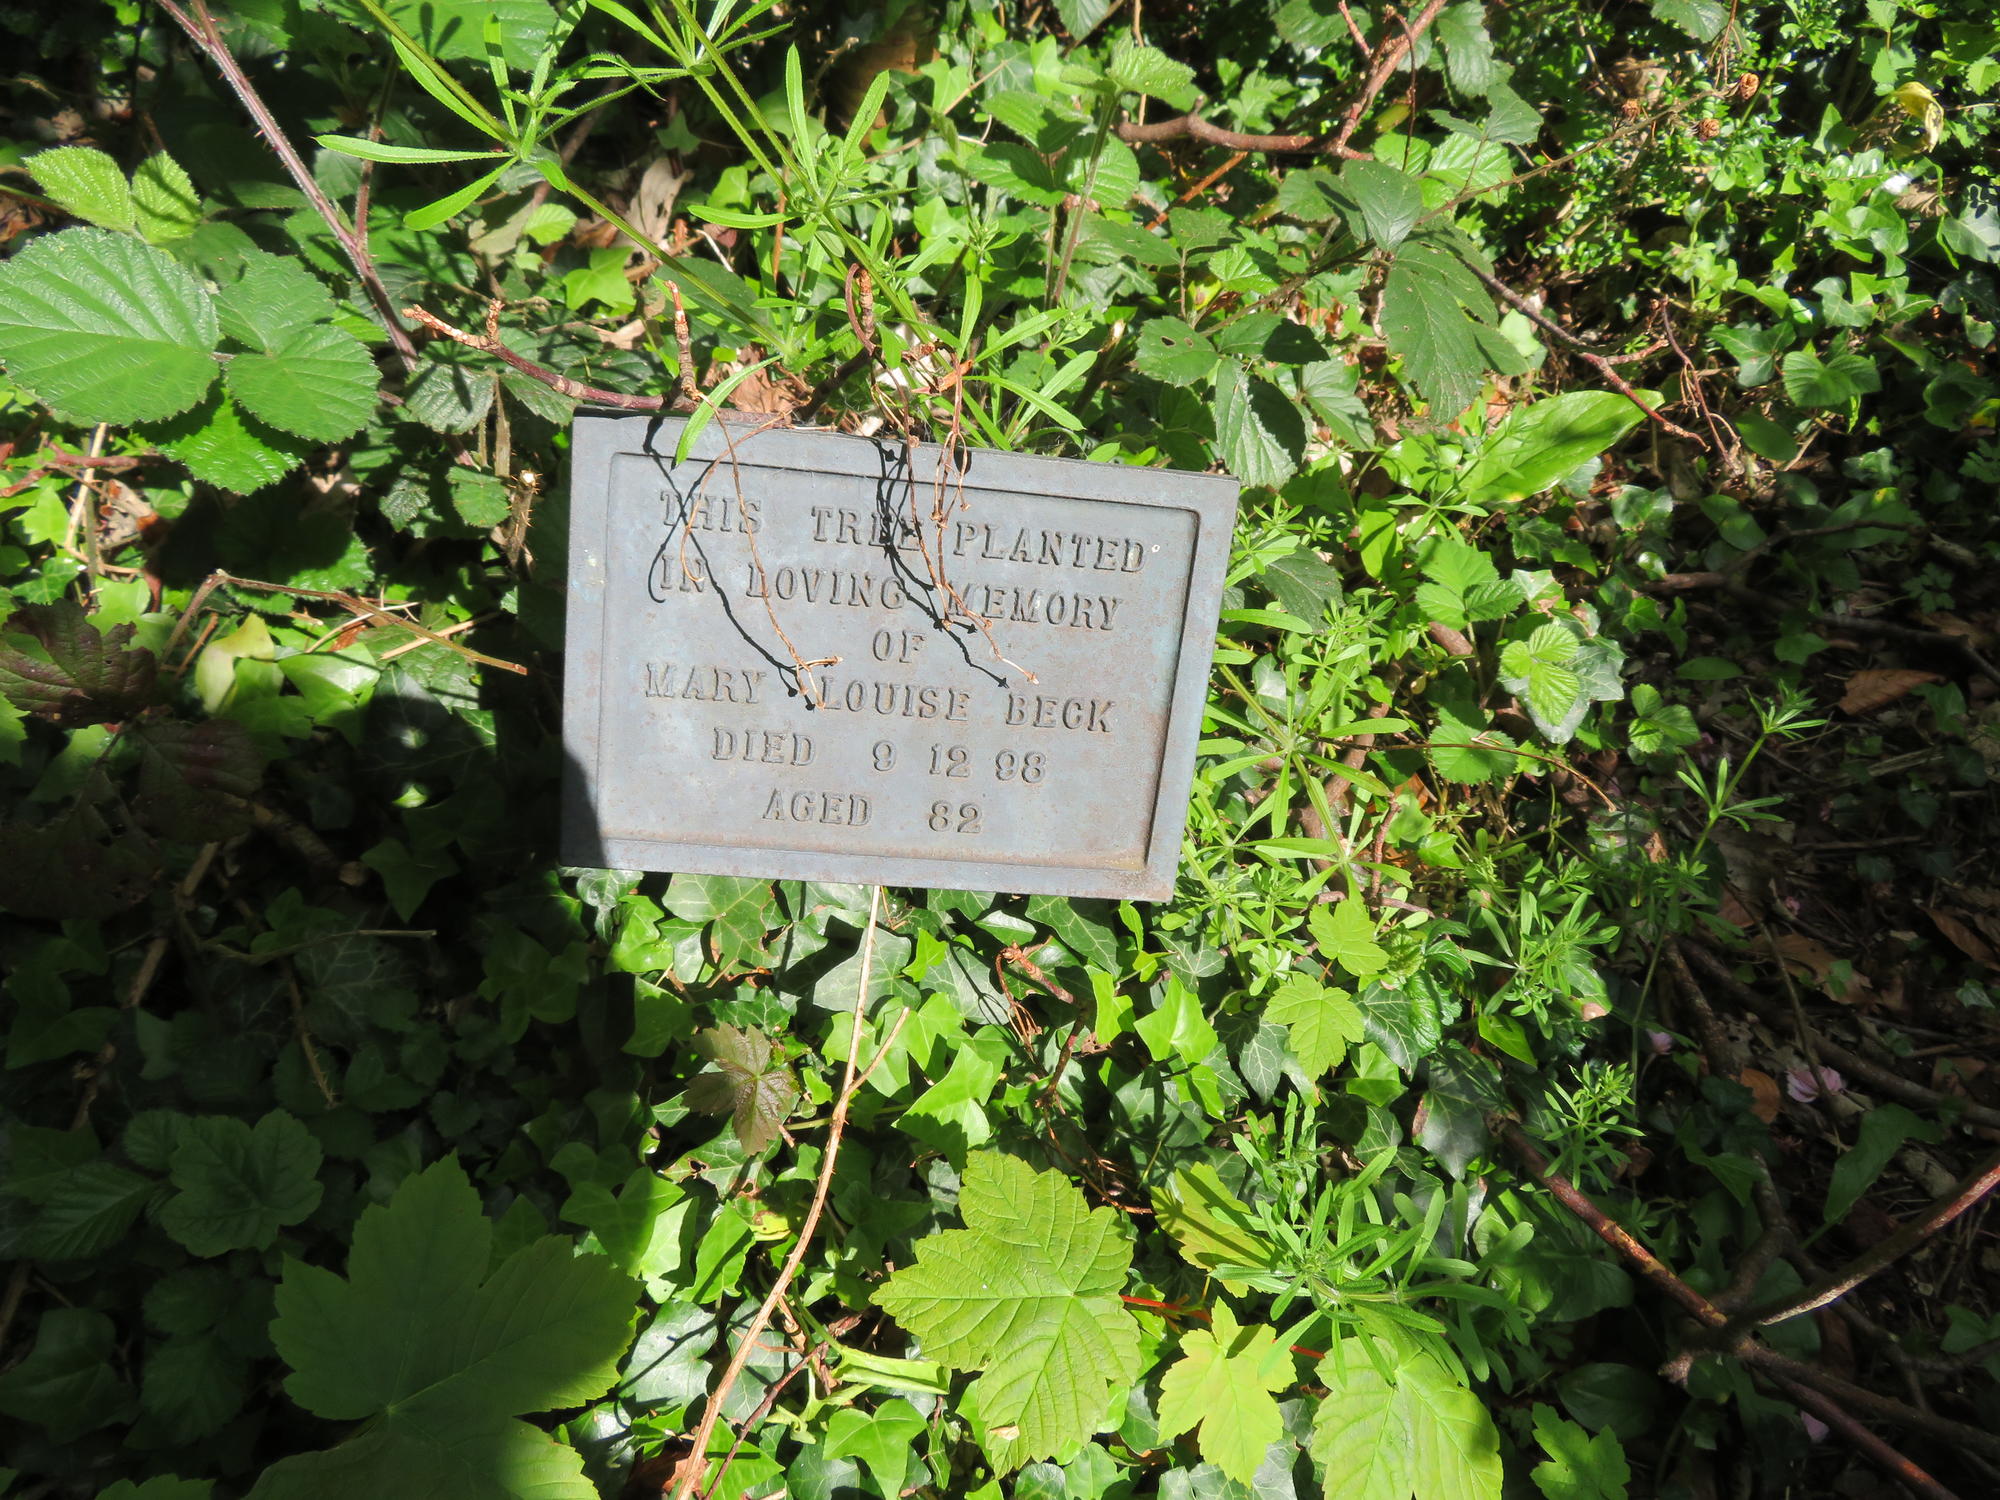 THIS TREE PLANTED
IN LOVING MEMORY
OF
MARY LOUISE BECK
DIED 9 12 98
AGED 82